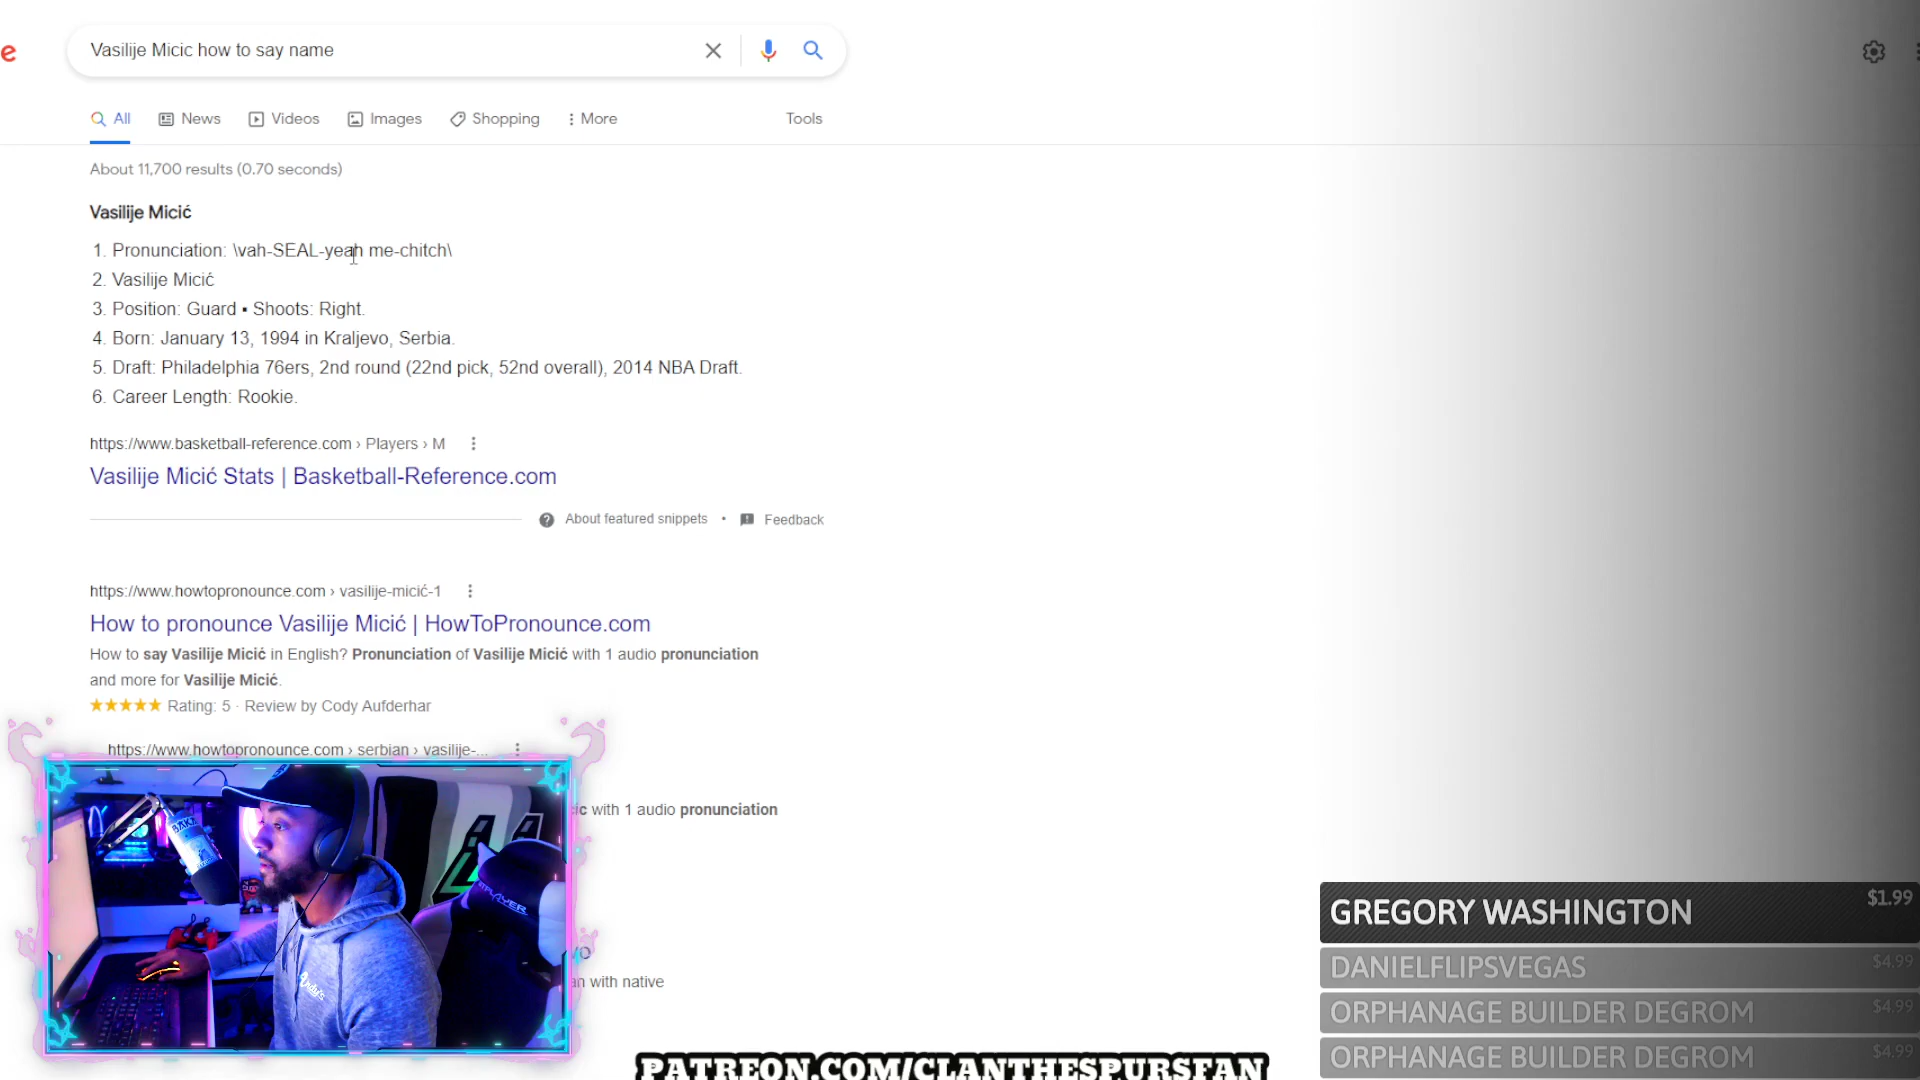 e
Vasilije Micic how to say name
All News Videos Images Shopping More Tools
About 11,700 results (0.70 seconds)
Vasilije Micić
1. Pronunciation: \vah-SEAL-yeah me-chitch\
2. Vasilije Micić
3. Position: Guard ▪ Shoots: Right.
4. Born: January 13, 1994 in Kraljevo, Serbia.
5. Draft: Philadelphia 76ers, 2nd round (22nd pick, 52nd overall), 2014 NBA Draft.
6. Career Length: Rookie.
https://www.basketball-reference.com › Players › M
Vasilije Micić Stats | Basketball-Reference.com
About featured snippets • Feedback
https://www.howtopronounce.com › vasilije-micić-1
How to pronounce Vasilije Micić | HowToPronounce.com
How to say Vasilije Micić in English? Pronunciation of Vasilije Micić with 1 audio pronunciation
and more for Vasilije Micić.
Rating: 5 · Review by Cody Aufderhar
https://www.howtopronounce.com › serbian › vasilije-...
with 1 audio pronunciation
with native
GREGORY WASHINGTON $1.99
DANIELFLIPSVEGAS $4.99
ORPHANAGE BUILDER DEGROM $4.99
ORPHANAGE BUILDER DEGROM $4.99
PATREON.COM/CLANTHESPURSFAN